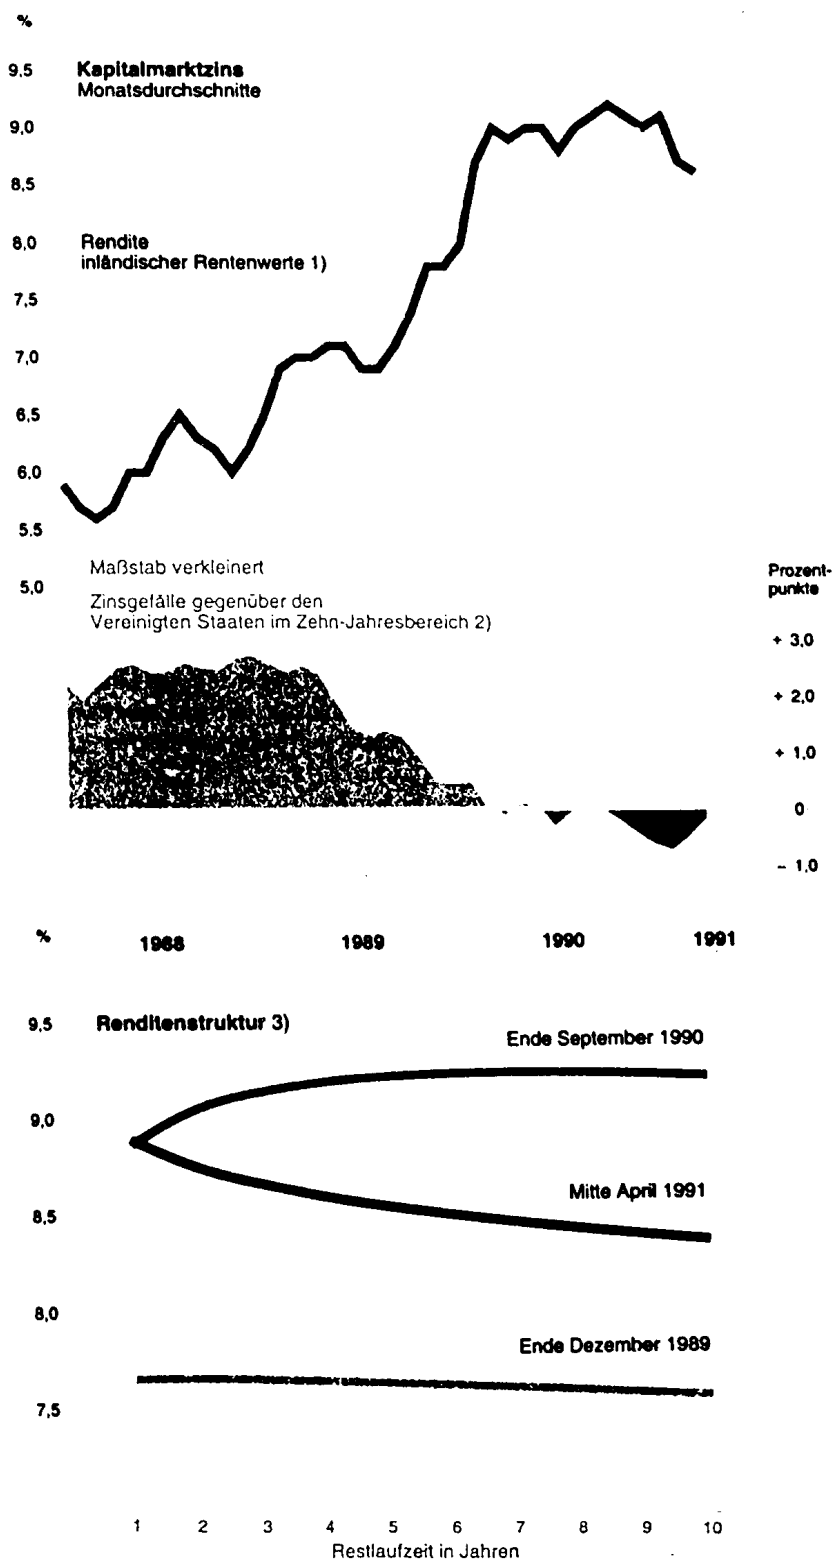 %
9,5
Kapitalmarktzins
Monatsdurchschnitte
9,0
8,5
8,0
Rendite
inländischer Rentenwerte 1)
7,5
7,0
6,5
6,0
5,5
5,0
Maßstab verkleinert
Zinsgefälle gegenüber den
Vereinigten Staaten im Zehn-Jahresbereich 2)
Prozent-
punkte
+ 3,0
+ 2,0
+ 1,0
0
– 1,0
1988 1989 1990 1991
%
9,5
Renditenstruktur 3)
Ende September 1990
9,0
Mitte April 1991
8,5
8,0
Ende Dezember 1989
7,5
1 2 3 4 5 6 7 8 9 10
Restlaufzeit in Jahren